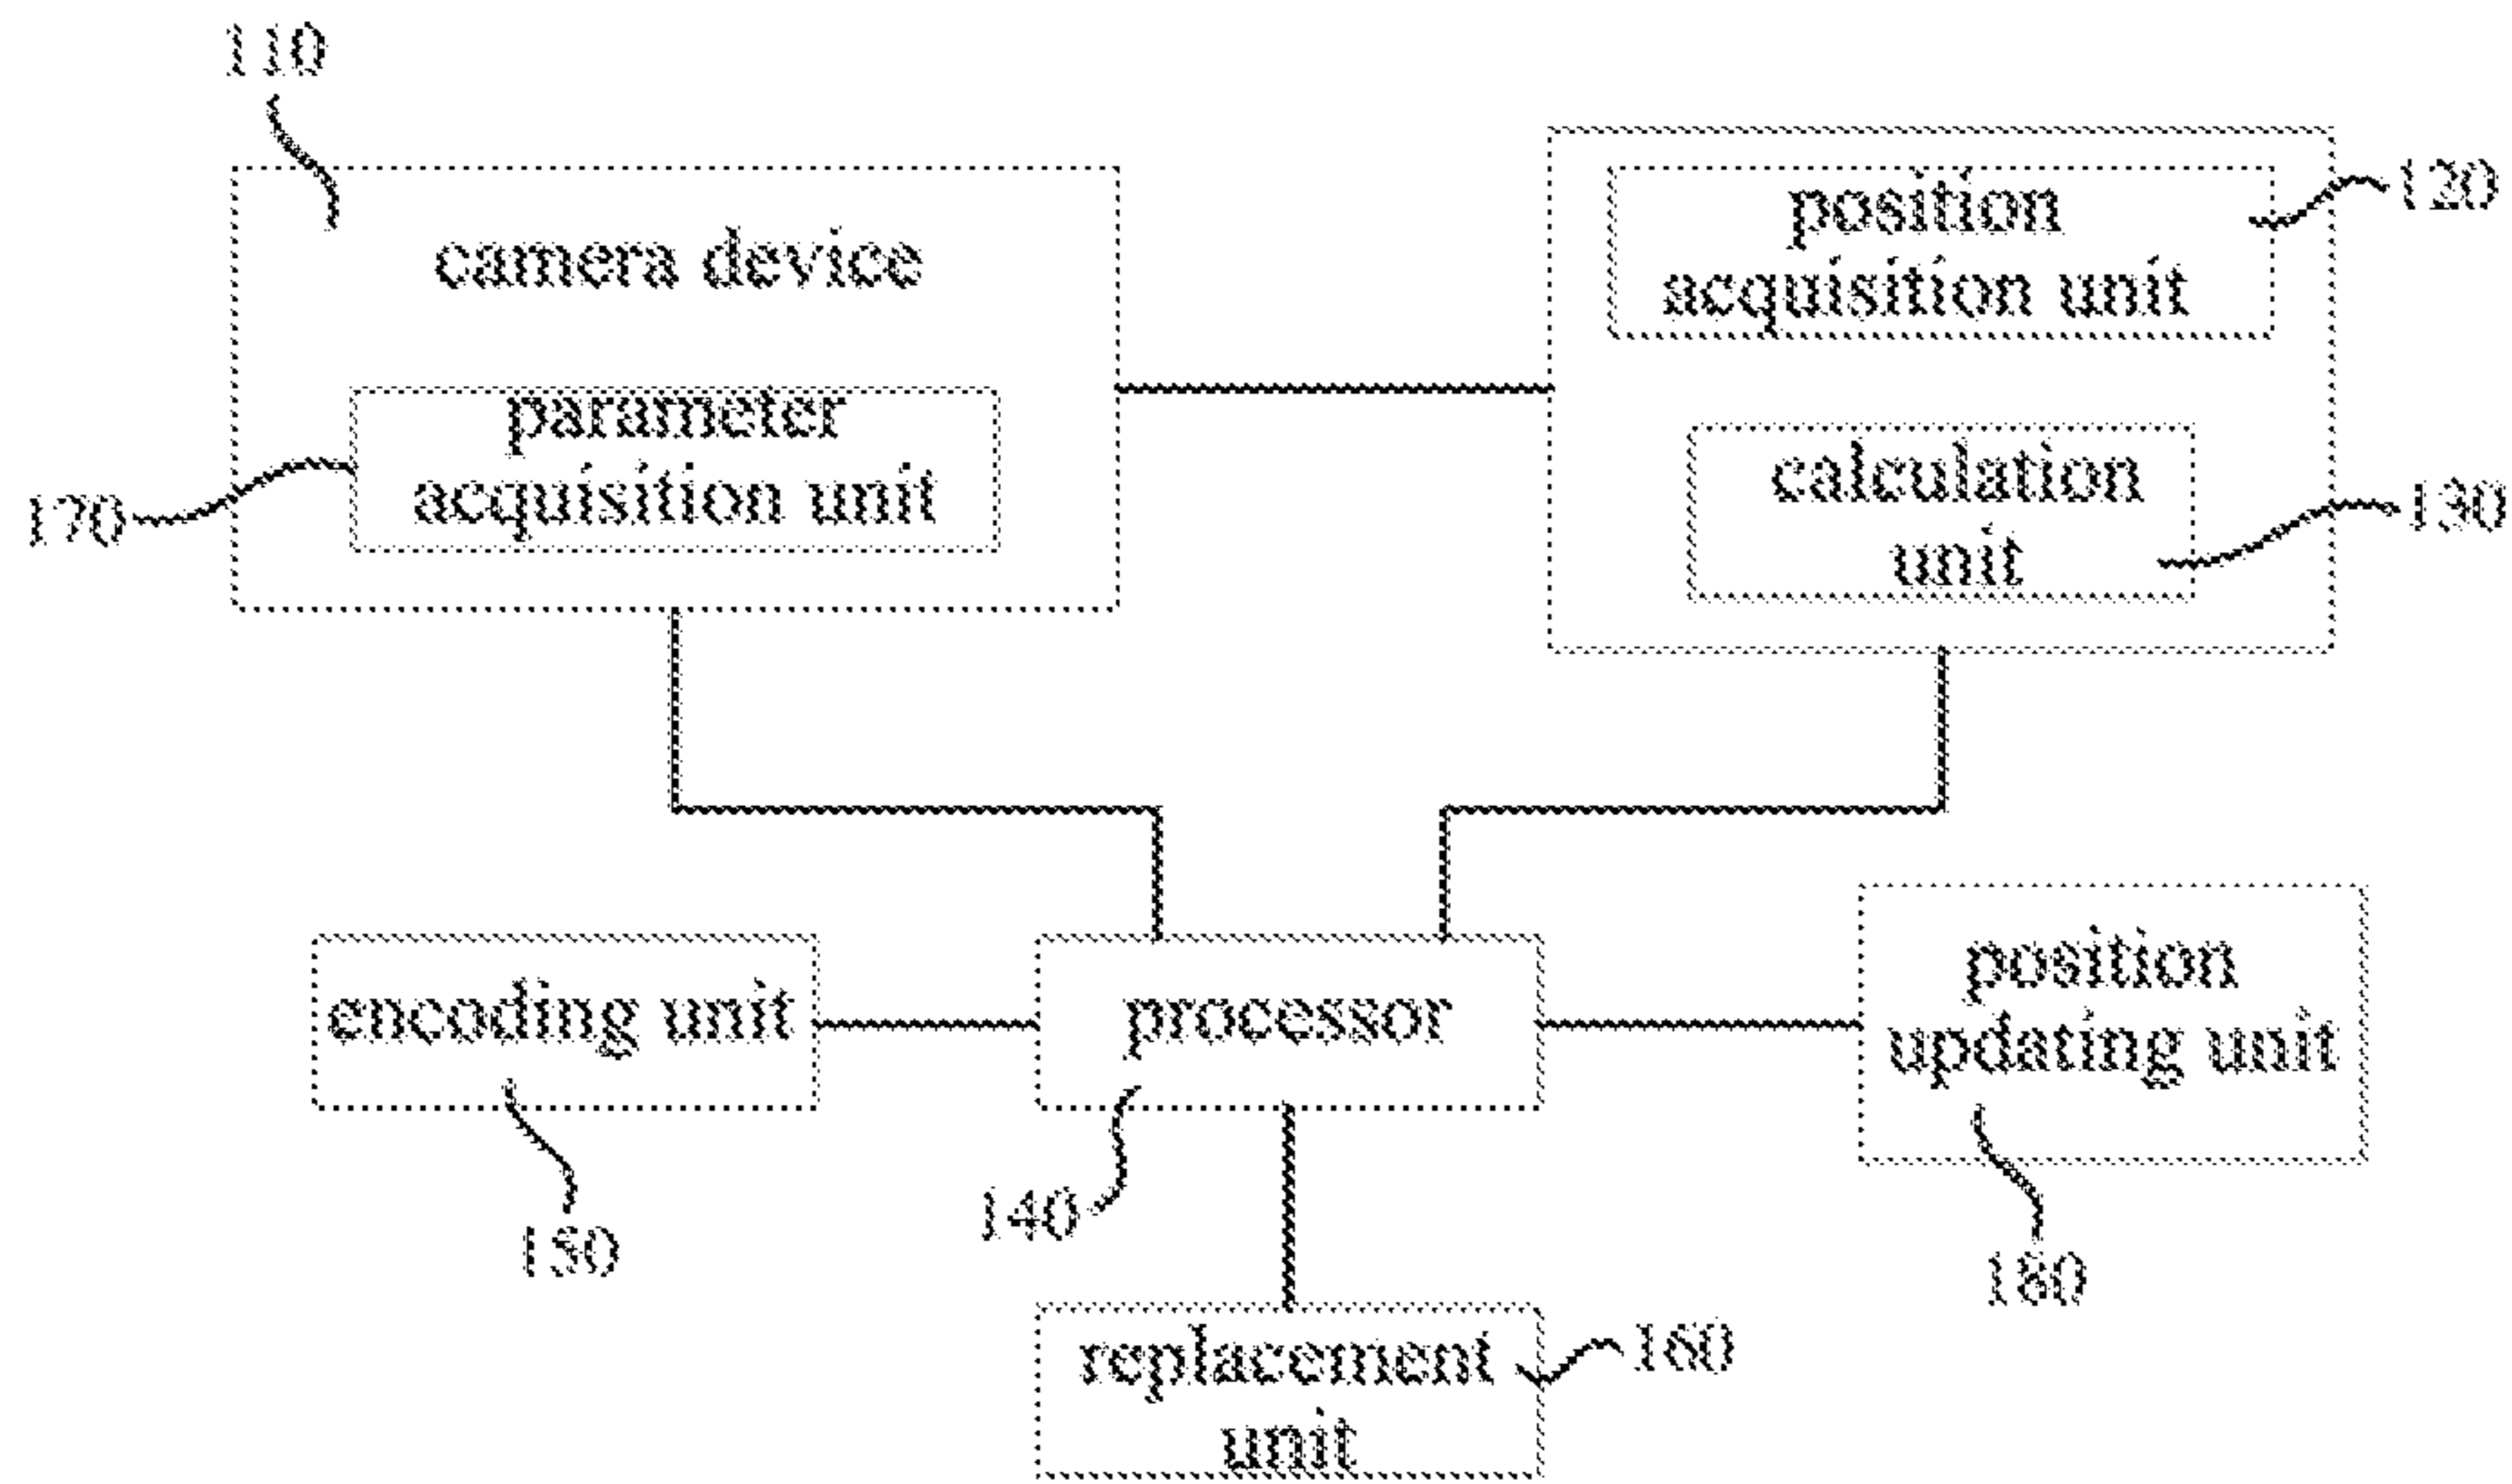 110
camera device
parameter
acquisition unit
170
position
acquisition unit
120
calculation
unit
130
encoding unit
150
processor
140
position
updating unit
180
replacement
unit
160